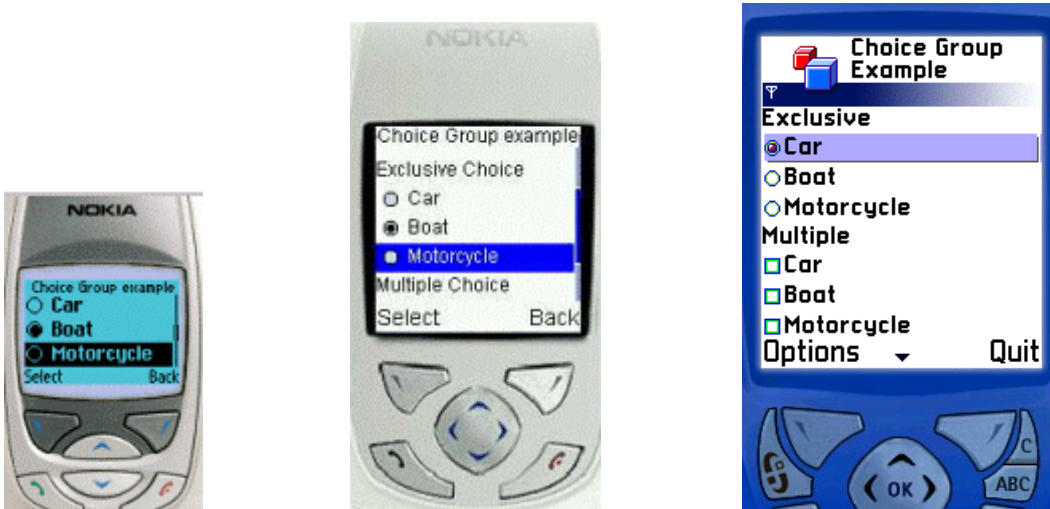 NOKIA
Choice Group example
Car
Boat
Motorcycle
Select Back
NOKIA
Choice Group example
Exclusive Choice
Car
Boat
Motorcycle
Multiple Choice
Select Back
Choice Group
Example
Exclusive
Car
Boat
Motorcycle
Multiple
Car
Boat
Motorcycle
Options Quit
C
OK ABC